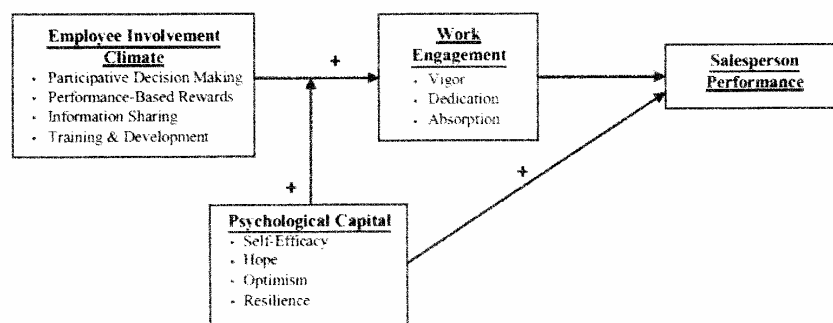 Employee Involvement
Climate
• Participative Decision Making
• Performance-Based Rewards
• Information Sharing
• Training & Development
+
Work
Engagement
• Vigor
• Dedication
• Absorption
Salesperson
Performance
+
+
Psychological Capital
• Self-Efficacy
• Hope
• Optimism
• Resilience